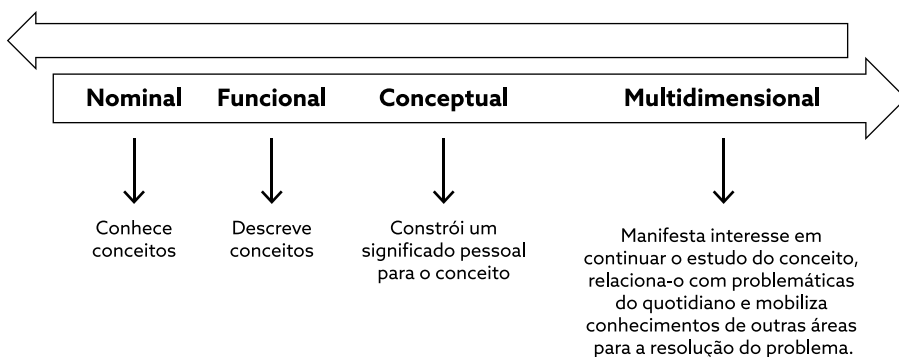 Nominal Funcional Conceptual Multidimensional
Conhece
conceitos
Descreve
conceitos
Constrói um
significado pessoal
para o conceito
Manifesta interesse em
continuar o estudo do conceito,
relaciona-o com problemáticas
do quotidiano e mobiliza
conhecimentos de outras áreas
para a resolução do problema.